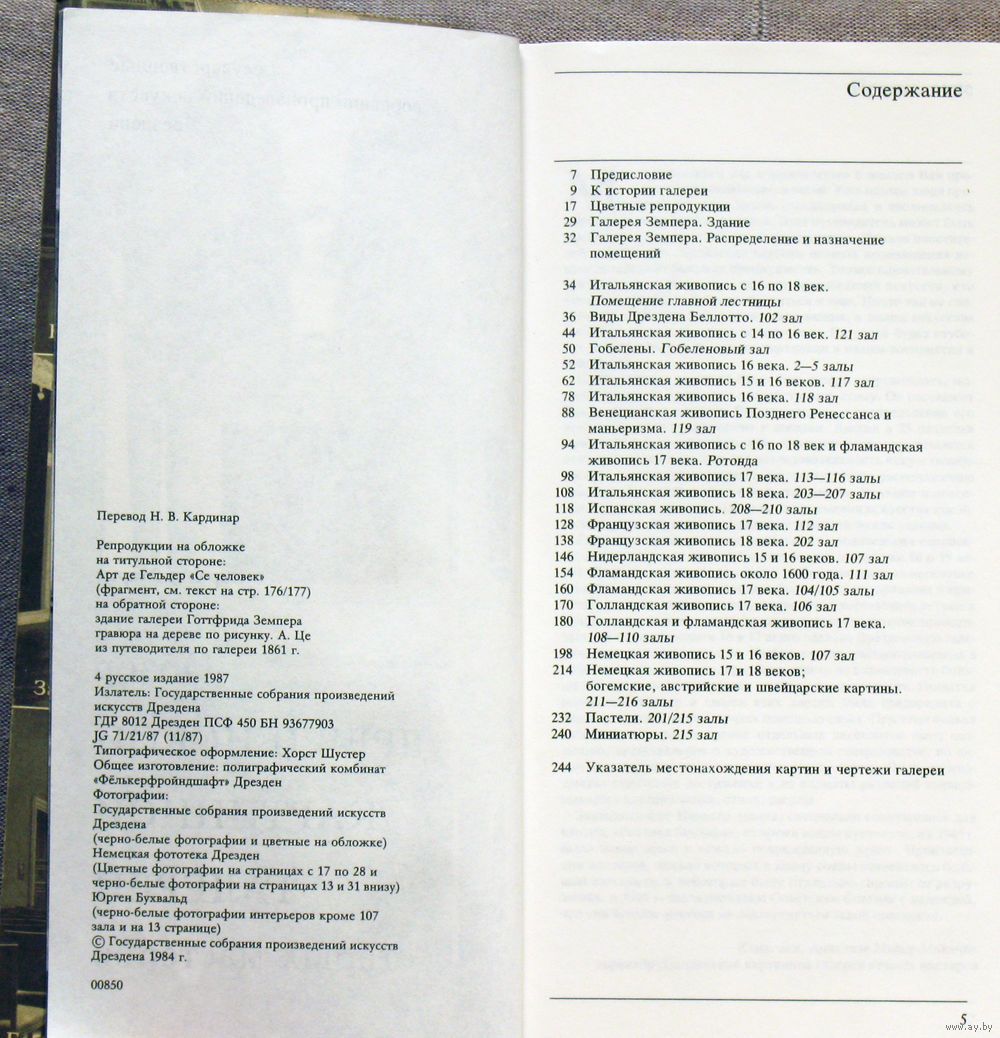 Перевод Н. В. Кардинар
Репродукции на обложке
на титульной стороне:
Арт де Гельдер «Се человек»
(фрагмент, см. текст на стр. 176/177)
на обратной стороне:
здание галереи Готтфрида Земпера
гравюра на дереве по рисунку. А. Це
из путеводителя по галереи 1861 г.
4 русское издание 1987
Издатель: Государственные собрания произведений
искусств Дрездена
ГДР 8012 Дрезден ПСФ 450 БН 93677903
JG 71/21/87 (11/87)
Типографическое оформление: Хорст Шустер
Общее изготовление: полиграфический комбинат
«Фёлькерфройндшафт» Дрезден
Фотографии:
Государственные собрания произведений искусств
Дрездена
(черно-белые фотографии и цветные на обложке)
Немецкая фототека Дрезден
(Цветные фотографии на страницах с 17 по 28 и
черно-белые фотографии на страницах 13 и 31 внизу)
Юрген Бухвальд
(черно-белые фотографии интерьеров кроме 107
зала и на 13 странице)
© Государственные собрания произведений искусств
Дрездена 1984 г.
00850
Содержание
7 Предисловие
9 К истории галереи
17 Цветные репродукции
29 Галерея Земпера. Здание
32 Галерея Земпера. Распределение и назначение
помещений
34 Итальянская живопись с 16 по 18 век.
Помещение главной лестницы
36 Виды Дрездена Беллотто. 102 зал
44 Итальянская живопись с 14 по 16 век. 121 зал
50 Гобелены. Гобеленовый зал
52 Итальянская живопись 16 века. 2—5 залы
62 Итальянская живопись 15 и 16 веков. 117 зал
78 Итальянская живопись 16 века. 118 зал
88 Венецианская живопись Позднего Ренессанса и
маньеризма. 119 зал
94 Итальянская живопись с 16 по 18 век и фламандская
живопись 17 века. Ротонда
98 Итальянская живопись 17 века. 113—116 залы
108 Итальянская живопись 18 века. 203—207 залы
118 Испанская живопись. 208—210 залы
128 Французская живопись 17 века. 112 зал
138 Французская живопись 18 века. 202 зал
146 Нидерландская живопись 15 и 16 веков. 107 зал
154 Фламандская живопись около 1600 года. 111 зал
160 Фламандская живопись 17 века. 104/105 залы
170 Голландская живопись 17 века. 106 зал
180 Голландская и фламандская живопись 17 века.
108—110 залы
198 Немецкая живопись 15 и 16 веков. 107 зал
214 Немецкая живопись 17 и 18 веков;
богемские, австрийские и швейцарские картины.
211—216 залы
232 Пастели. 201/215 залы
240 Миниатюры. 215 зал
244 Указатель местонахождения картин и чертежи галереи
5
www.ay.by